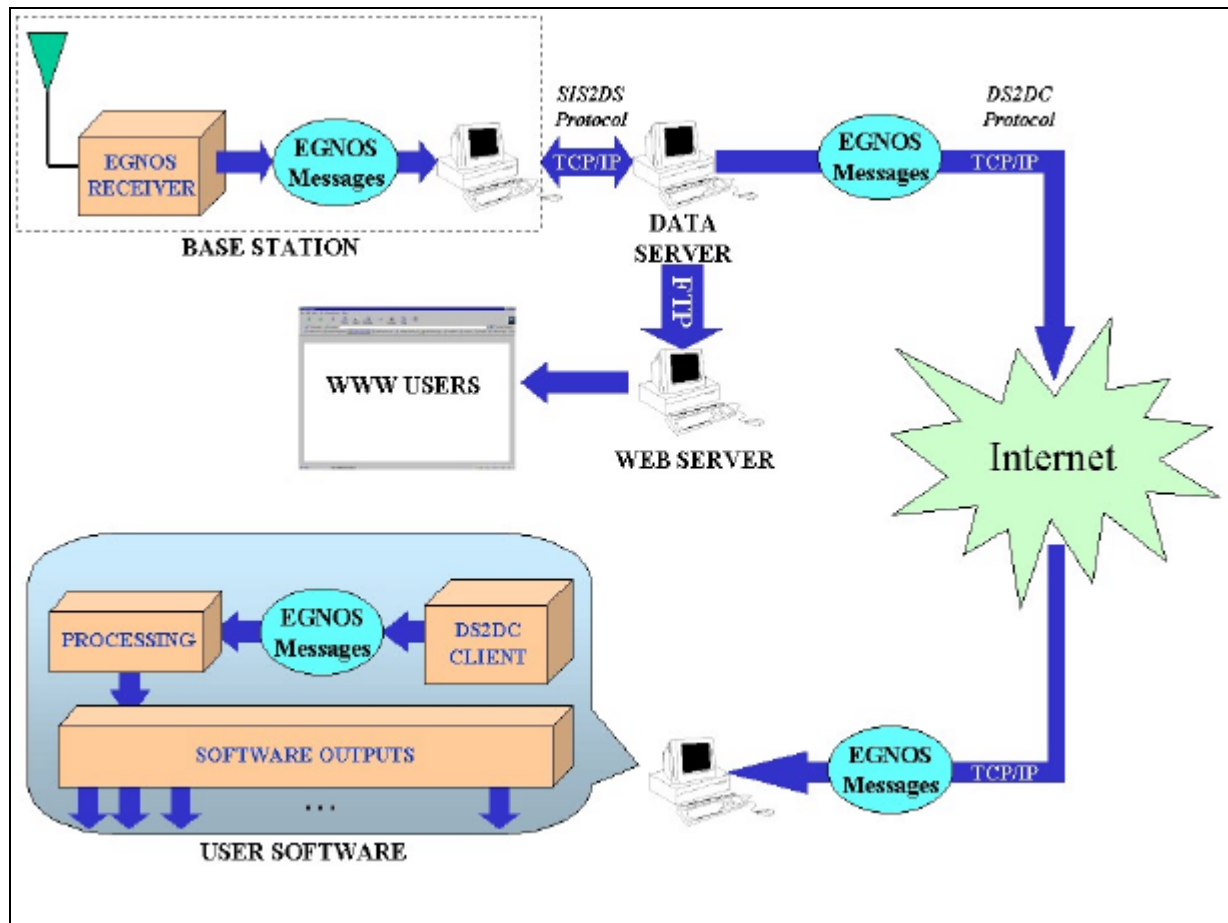 SIS2DS
Protocol
DS2DC
Protocol
EGNOS
RECEIVER
EGNOS
Messages
TCP/IP
EGNOS
Messages
TCP/IP
BASE STATION
DATA
SERVER
FTP
WWW USERS
WEB SERVER
Internet
PROCESSING
EGNOS
Messages
DS2DC
CLIENT
SOFTWARE OUTPUTS
...
USER SOFTWARE
EGNOS
Messages
TCP/IP